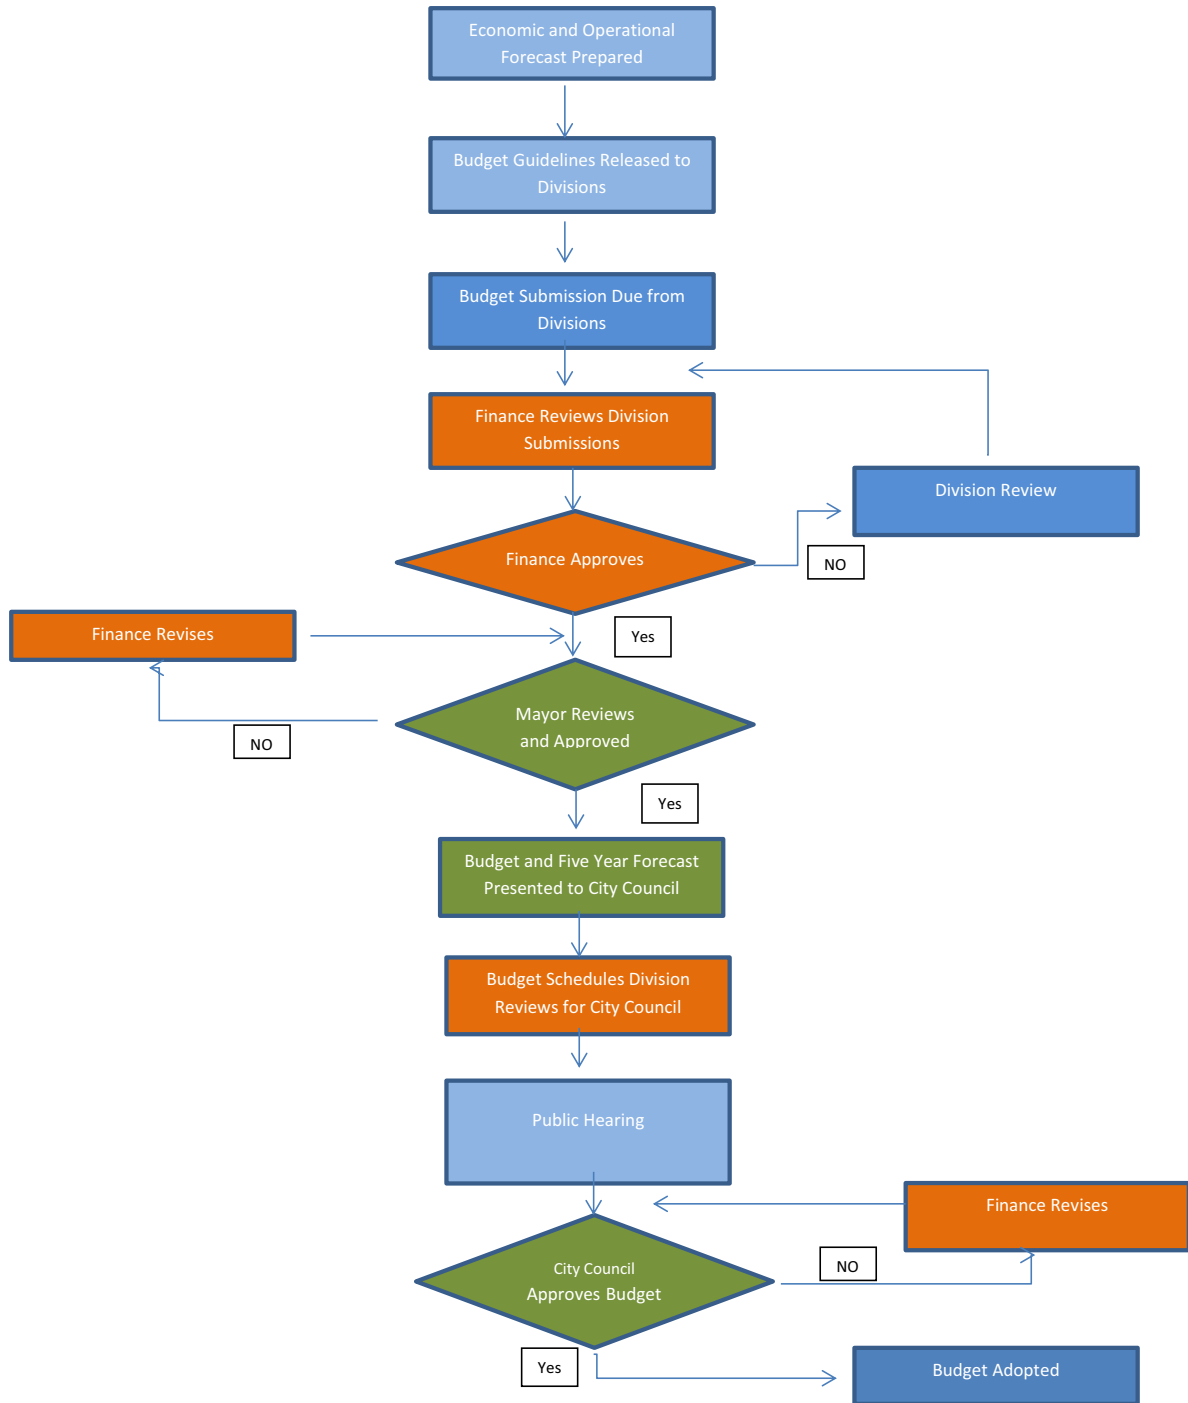 Economic and Operational
Forecast Prepared
Budget Guidelines Released to
Divisions
Budget Submission Due from
Divisions
Finance Reviews Division
Submissions
Division Review
Finance Approves
NO
Finance Revises
Yes
Mayor Reviews
and Approved
NO
Yes
Budget and Five Year Forecast
Presented to City Council
Budget Schedules Division
Reviews for City Council
Public Hearing
Finance Revises
City Council
Approves Budget
NO
Yes
Budget Adopted